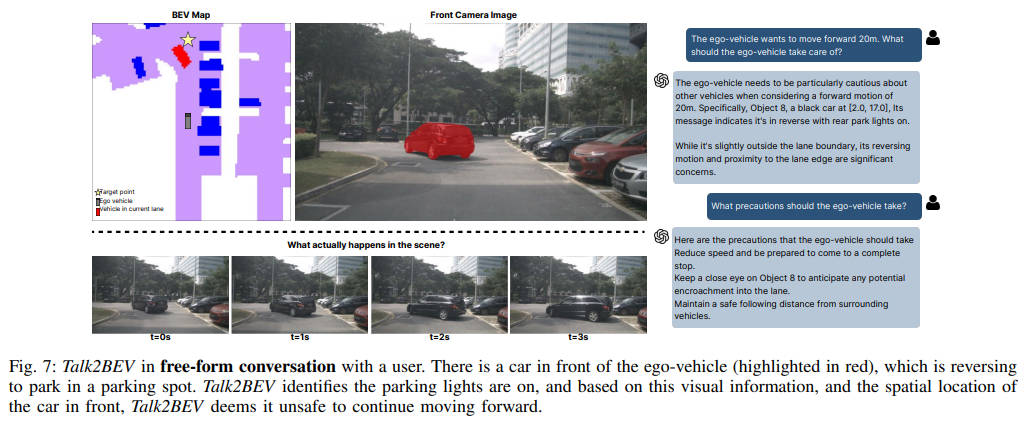 BEV Map
Front Camera Image
Target point
Ego vehicle
Vehicle in current lane
The ego-vehicle wants to move forward 20m. What
should the ego-vehicle take care of?
The ego-vehicle needs to be particularly cautious about
other vehicles when considering a forward motion of
20m. Specifically, Object 8, a black car at [2.0, 17.0], Its
message indicates it's in reverse with rear park lights on.
While it's slightly outside the lane boundary, its reversing
motion and proximity to the lane edge are significant
concerns.
What precautions should the ego-vehicle take?
Here are the precautions that the ego-vehicle should take
Reduce speed and be prepared to come to a complete
stop.
Keep a close eye on Object 8 to anticipate any potential
encroachment into the lane.
Maintain a safe following distance from surrounding
vehicles.
What actually happens in the scene?
t=0s
t=1s
t=2s
t=3s
Fig. 7: Talk2BEV in free-form conversation with a user. There is a car in front of the ego-vehicle (highlighted in red), which is reversing
to park in a parking spot. Talk2BEV identifies the parking lights are on, and based on this visual information, and the spatial location of
the car in front, Talk2BEV deems it unsafe to continue moving forward.